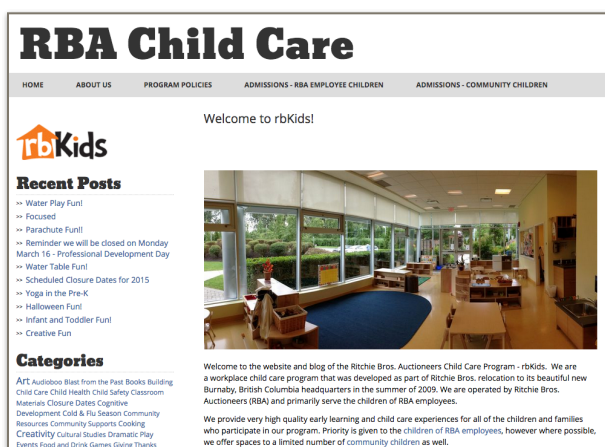 RBA Child Care
HOME ABOUT US PROGRAM POLICIES ADMISSIONS - RBA EMPLOYEE CHILDREN ADMISSIONS - COMMUNITY CHILDREN
rbKids
Recent Posts
>> Water Play Fun!
>> Focused
>> Parachute Fun!!
>> Reminder we will be closed on Monday
March 16 - Professional Development Day
>> Water Table Fun!
>> Scheduled Closure Dates for 2015
>> Yoga in the Pre-K
>> Halloween Fun!
>> Infant and Toddler Fun!
>> Creative Fun
Categories
Art Audioboo Blast from the Past Books Building
Child Care Child Health Child Safety Classroom
Materials Closure Dates Cognitive
Development Cold & Flu Season Community
Resources Community Supports Cooking
Creativity Cultural Studies Dramatic Play
Events Food and Drink Games Giving Thanks
Welcome to rbKids!
Welcome to the website and blog of the Ritchie Bros. Auctioneers Child Care Program - rbKids. We are
a workplace child care program that was developed as part of Ritchie Bros. relocation to its beautiful new
Burnaby, British Columbia headquarters in the summer of 2009. We are operated by Ritchie Bros.
Auctioneers (RBA) and primarily serve the children of RBA employees.
We provide very high quality early learning and child care experiences for all of the children and families
who participate in our program. Priority is given to the children of RBA employees, however where possible,
we offer spaces to a limited number of community children as well.